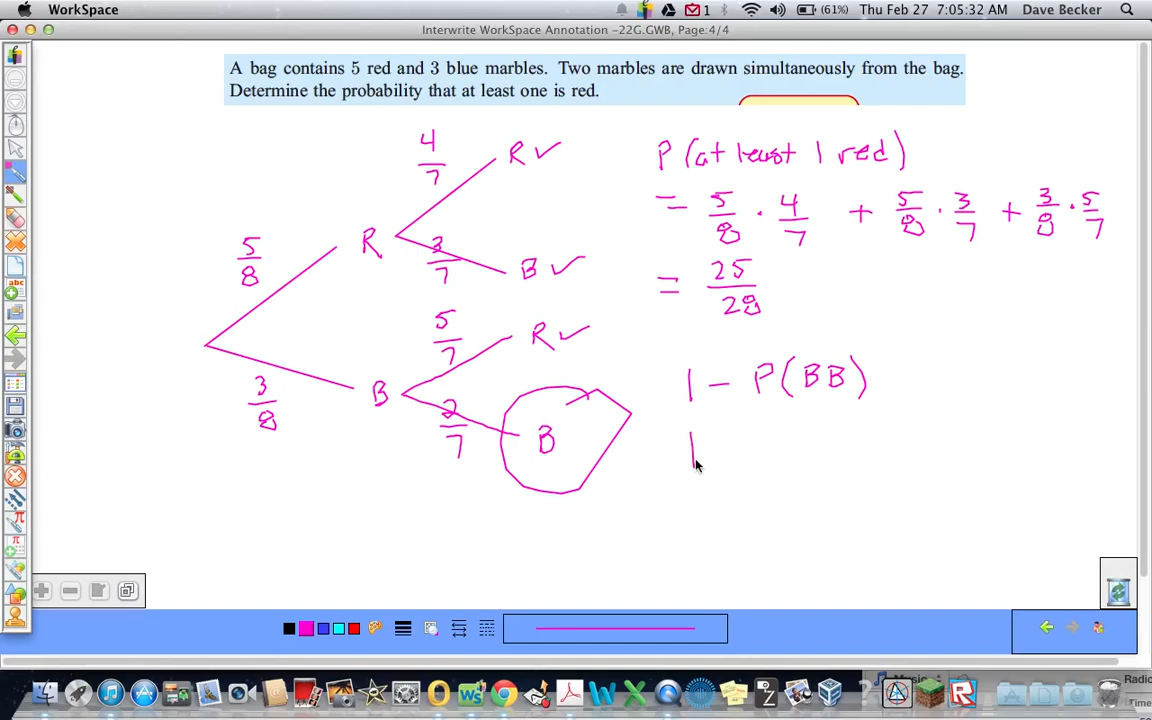 WorkSpace 1 (61%) Thu Feb 27 7:05:32 AM Dave Becker
Interwrite WorkSpace Annotation -22G.GWB, Page:4/4
A bag contains 5 red and 3 blue marbles. Two marbles are drawn simultaneously from the bag.
Determine the probability that at least one is red.
4/7 R ✓
P(at least 1 red)
= 5/8 · 4/7 + 5/8 · 3/7 + 3/8 · 5/7
5/8 R
3/7 B ✓
= 25/28
5/7 R ✓
3/8 B
1 - P(BB)
2/7 B
1